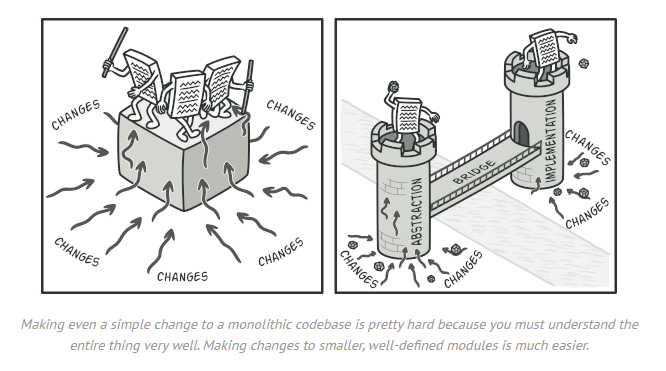 CHANGES
CHANGES
CHANGES
CHANGES
CHANGES
ABSTRACTION
BRIDGE
IMPLEMENTATION
CHANGES
CHANGES
CHANGES
CHANGES
Making even a simple change to a monolithic codebase is pretty hard because you must understand the
entire thing very well. Making changes to smaller, well-defined modules is much easier.